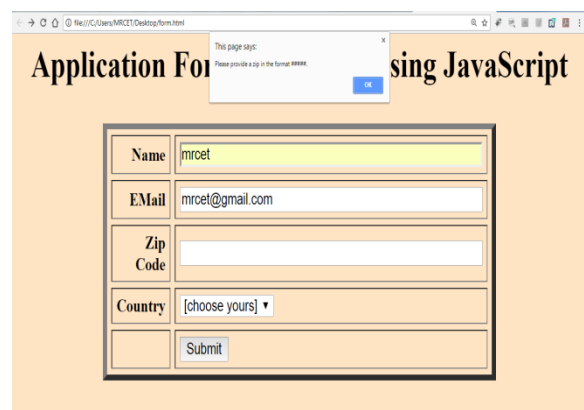 file:///C:/Users/MRCET/Desktop/form.html
This page says:
Please provide a zip in the format #####.
OK
Application For
sing JavaScript
Name
mrcet
EMail
mrcet@gmail.com
Zip
Code
Country
[choose yours]
Submit